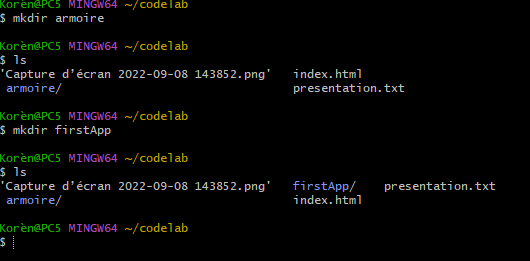 Korèn@PC5 MINGW64 ~/codelab
$ mkdir armoire
Korèn@PC5 MINGW64 ~/codelab
$ ls
'Capture d’écran 2022-09-08 143852.png'   index.html
armoire/                                  presentation.txt
Korèn@PC5 MINGW64 ~/codelab
$ mkdir firstApp
Korèn@PC5 MINGW64 ~/codelab
$ ls
'Capture d’écran 2022-09-08 143852.png'   firstApp/    presentation.txt
armoire/                                  index.html
Korèn@PC5 MINGW64 ~/codelab
$